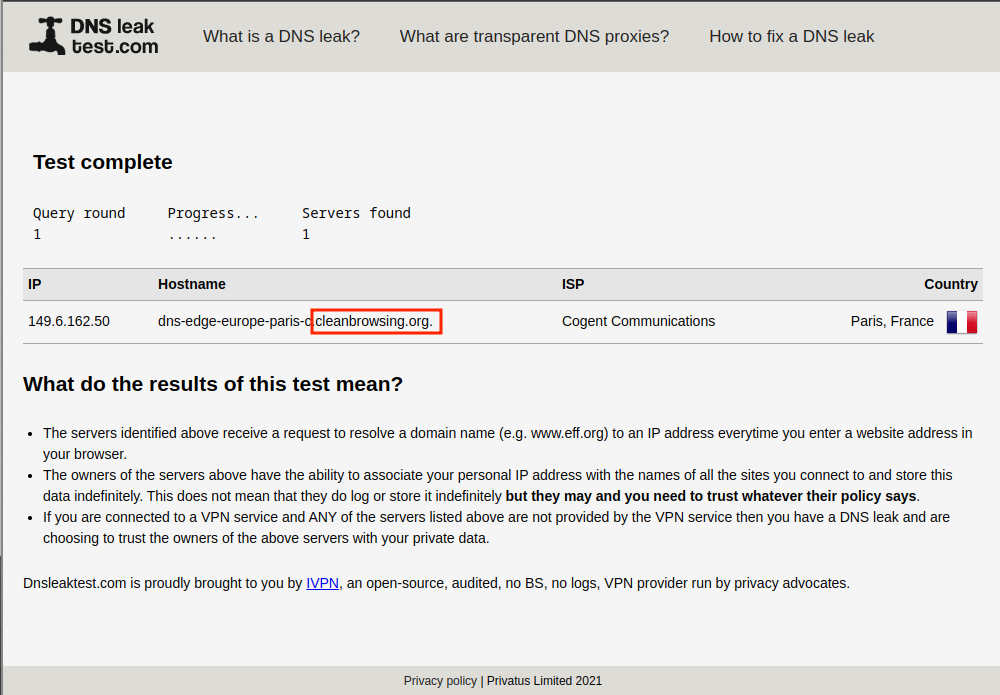 DNS leak
test.com
What is a DNS leak? What are transparent DNS proxies? How to fix a DNS leak
Test complete
Query round Progress... Servers found
1 ...... 1
IP Hostname ISP Country
149.6.162.50 dns-edge-europe-paris-c.cleanbrowsing.org. Cogent Communications Paris, France
What do the results of this test mean?
• The servers identified above receive a request to resolve a domain name (e.g. www.eff.org) to an IP address everytime you enter a website address in
your browser.
• The owners of the servers above have the ability to associate your personal IP address with the names of all the sites you connect to and store this
data indefinitely. This does not mean that they do log or store it indefinitely but they may and you need to trust whatever their policy says.
• If you are connected to a VPN service and ANY of the servers listed above are not provided by the VPN service then you have a DNS leak and are
choosing to trust the owners of the above servers with your private data.
Dnsleaktest.com is proudly brought to you by IVPN, an open-source, audited, no BS, no logs, VPN provider run by privacy advocates.
Privacy policy | Privatus Limited 2021